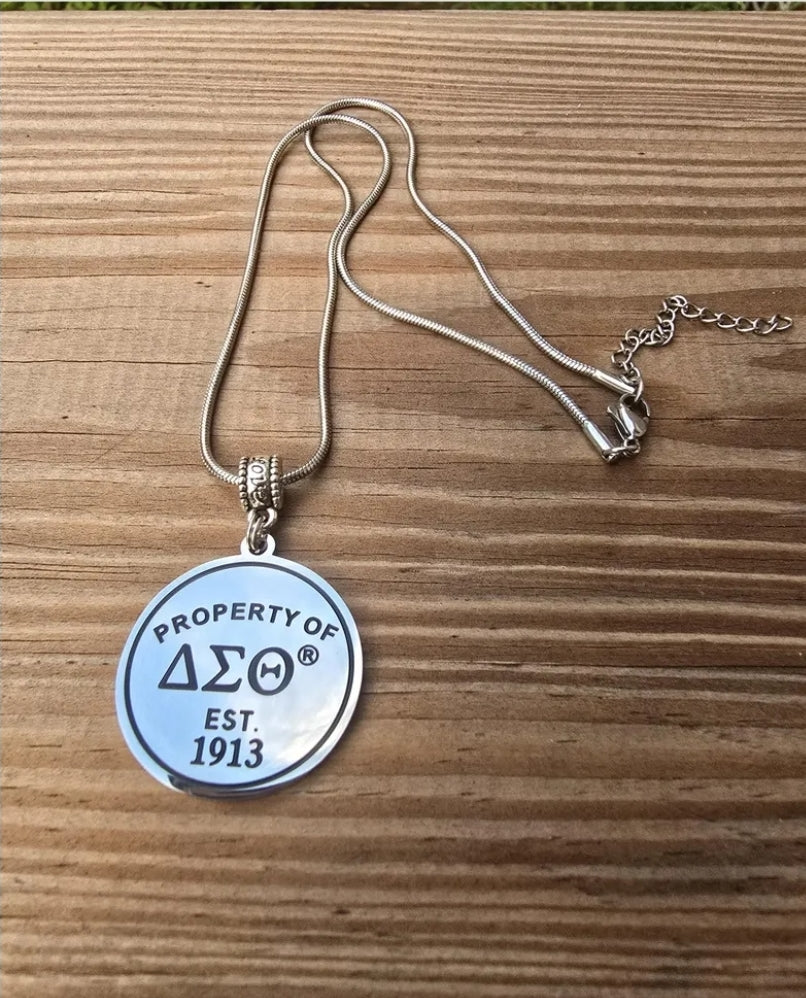 PROPERTY OF
ΔΣΘ®
EST.
1913